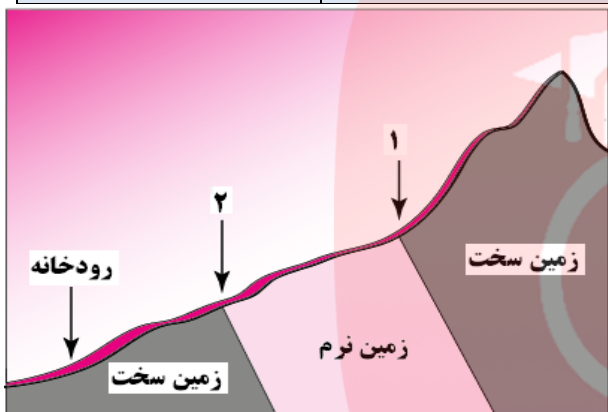 ۱
۲
زمین سخت
رودخانه
زمین نرم
زمین سخت